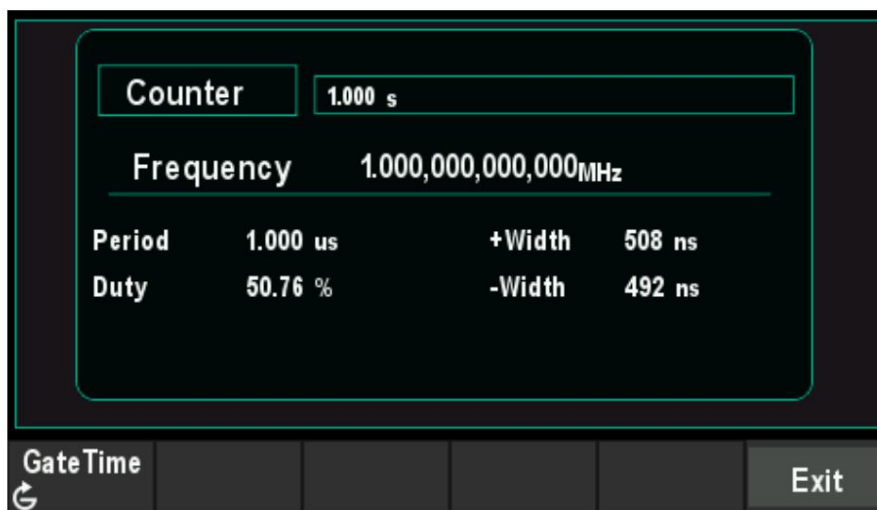 Counter 1.000 s
Frequency 1.000,000,000,000MHz
Period 1.000 us +Width 508 ns
Duty 50.76 % -Width 492 ns
GateTime
Exit